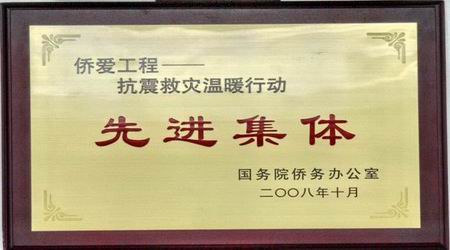 侨爱工程——
抗震救灾温暖行动
先进集体
国务院侨务办公室
二〇〇八年十月